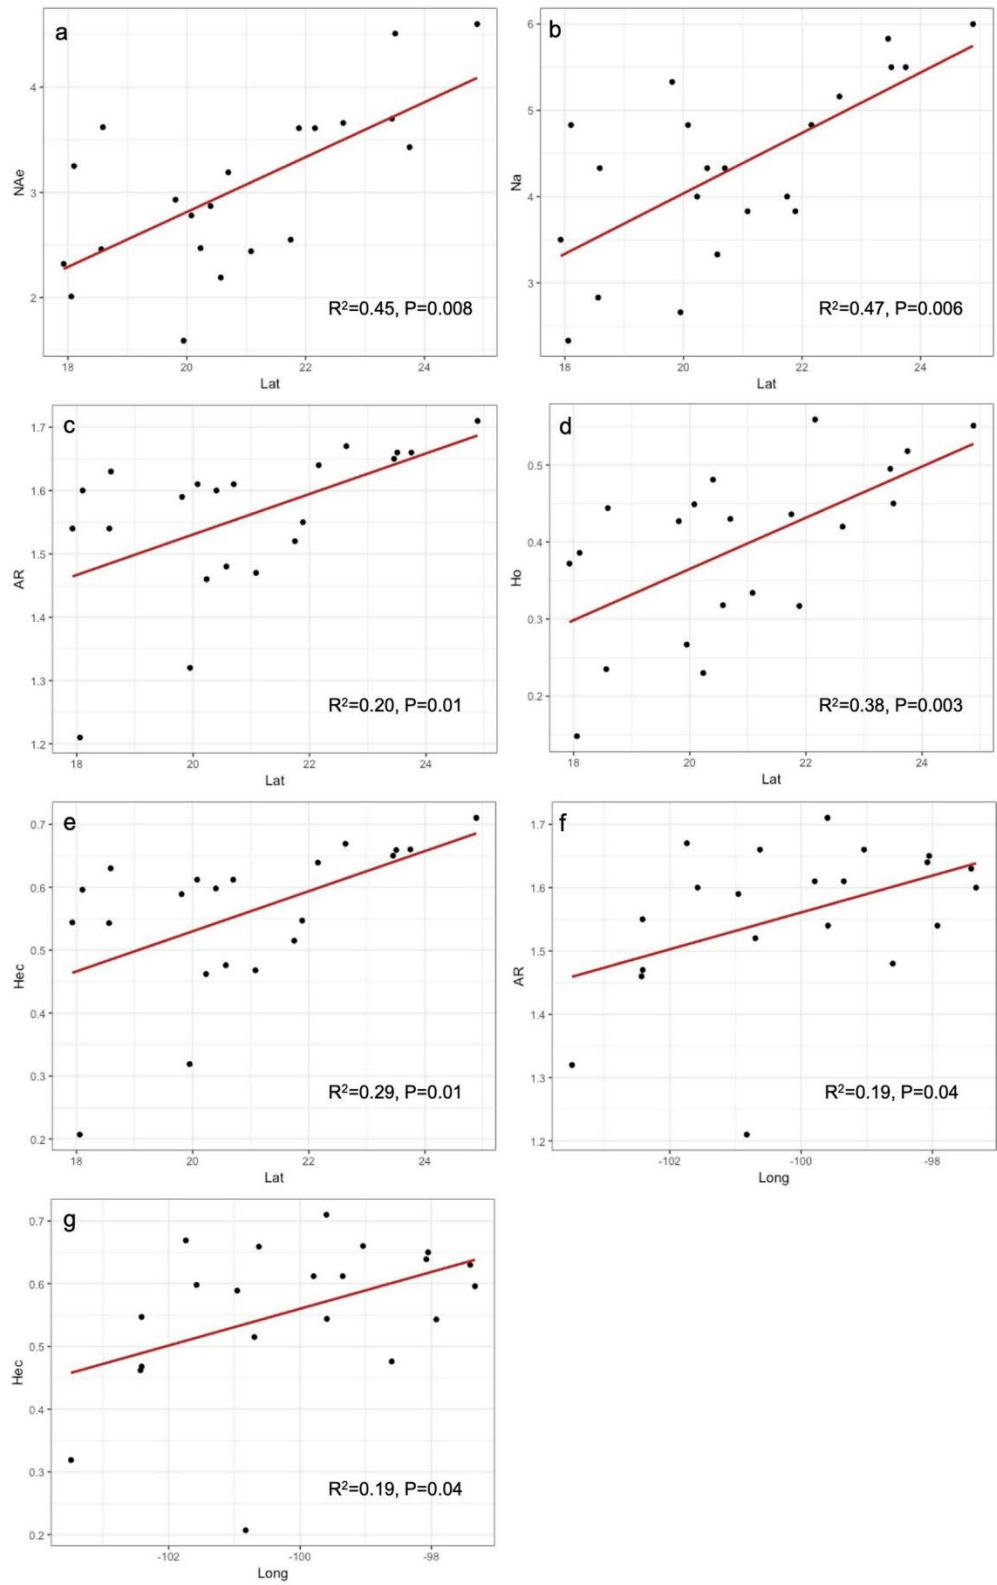 a
b
NAe
4
3
2
R²=0.45, P=0.008
18 20 22 24
Lat
Na
6
5
4
3
R²=0.47, P=0.006
18 20 22 24
Lat
c
d
AR
1.7
1.6
1.5
1.4
1.3
1.2
R²=0.20, P=0.01
18 20 22 24
Lat
Ho
0.5
0.4
0.3
0.2
R²=0.38, P=0.003
18 20 22 24
Lat
e
f
Hec
0.7
0.6
0.5
0.4
0.3
0.2
R²=0.29, P=0.01
18 20 22 24
Lat
AR
1.7
1.6
1.5
1.4
1.3
1.2
R²=0.19, P=0.04
-102 -100 -98
Long
g
Hec
0.7
0.6
0.5
0.4
0.3
0.2
R²=0.19, P=0.04
-102 -100 -98
Long